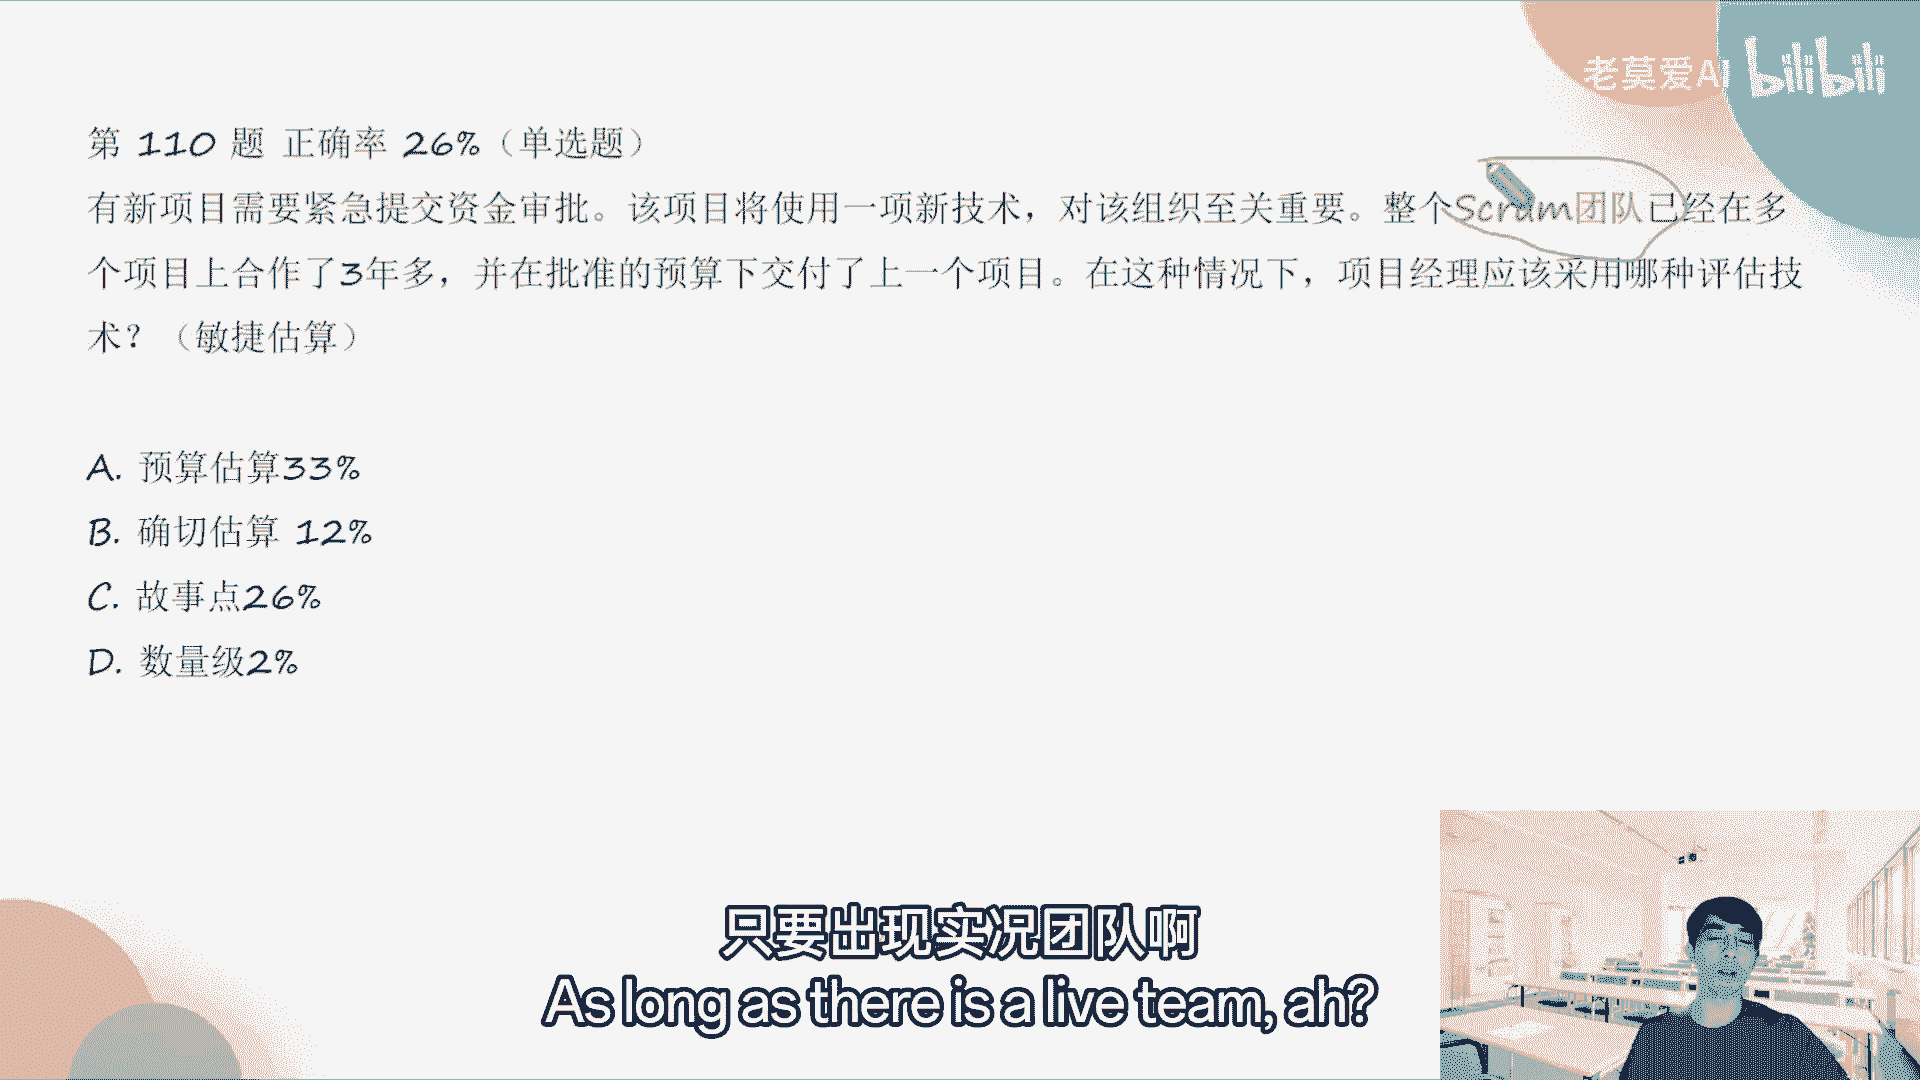 老莫爱AI bilibili
第 110 题 正确率 26%（单选题）
有新项目需要紧急提交资金审批。该项目将使用一项新技术，对该组织至关重要。整个Scrum团队已经在多
个项目上合作了3年多，并在批准的预算下交付了上一个项目。在这种情况下，项目经理应该采用哪种评估技
术？（敏捷估算）
A. 预算估算33%
B. 确切估算 12%
C. 故事点26%
D. 数量级2%
只要出现实况团队啊
As long as there is a live team, ah?